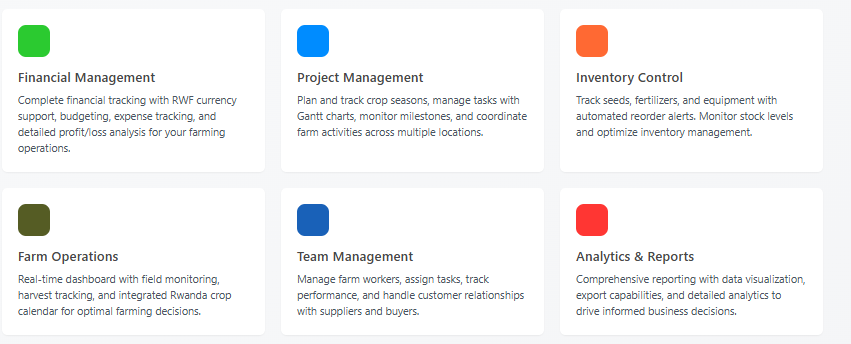 Financial Management
Complete financial tracking with RWF currency
support, budgeting, expense tracking, and
detailed profit/loss analysis for your farming
operations.
Project Management
Plan and track crop seasons, manage tasks with
Gantt charts, monitor milestones, and coordinate
farm activities across multiple locations.
Inventory Control
Track seeds, fertilizers, and equipment with
automated reorder alerts. Monitor stock levels
and optimize inventory management.
Farm Operations
Real-time dashboard with field monitoring,
harvest tracking, and integrated Rwanda crop
calendar for optimal farming decisions.
Team Management
Manage farm workers, assign tasks, track
performance, and handle customer relationships
with suppliers and buyers.
Analytics & Reports
Comprehensive reporting with data visualization,
export capabilities, and detailed analytics to
drive informed business decisions.